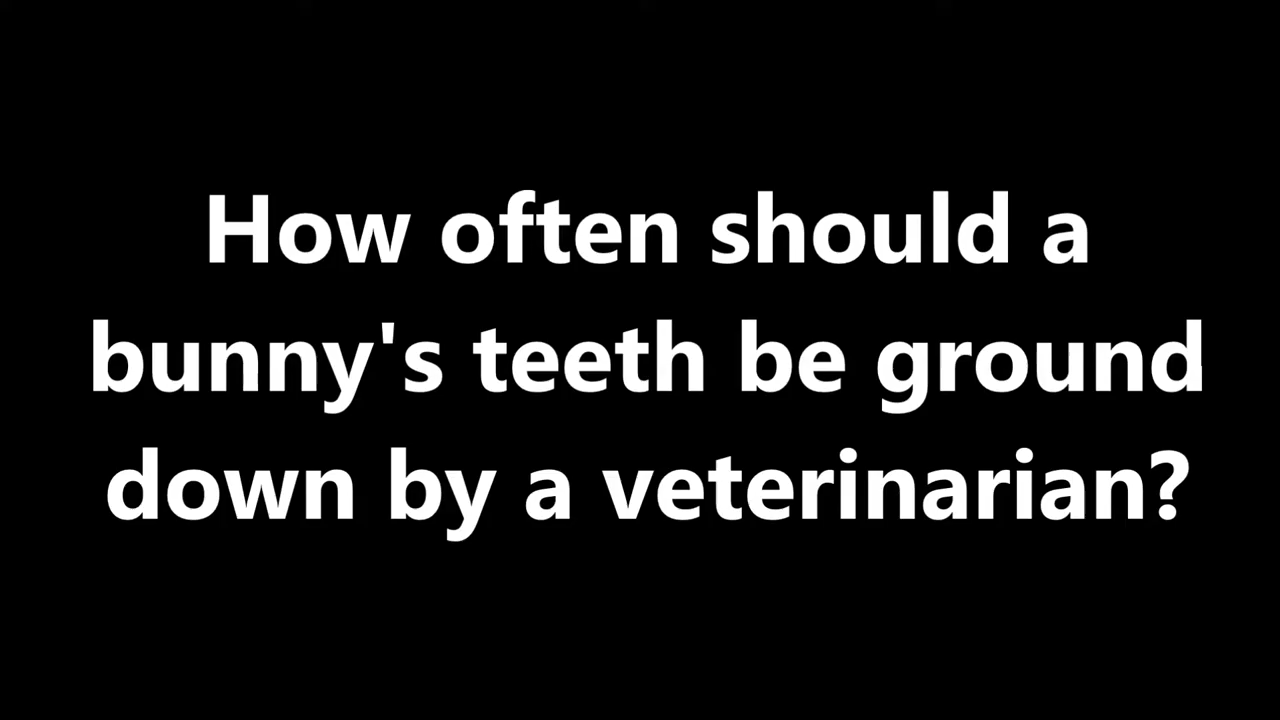 How often should a
bunny's teeth be ground
down by a veterinarian?